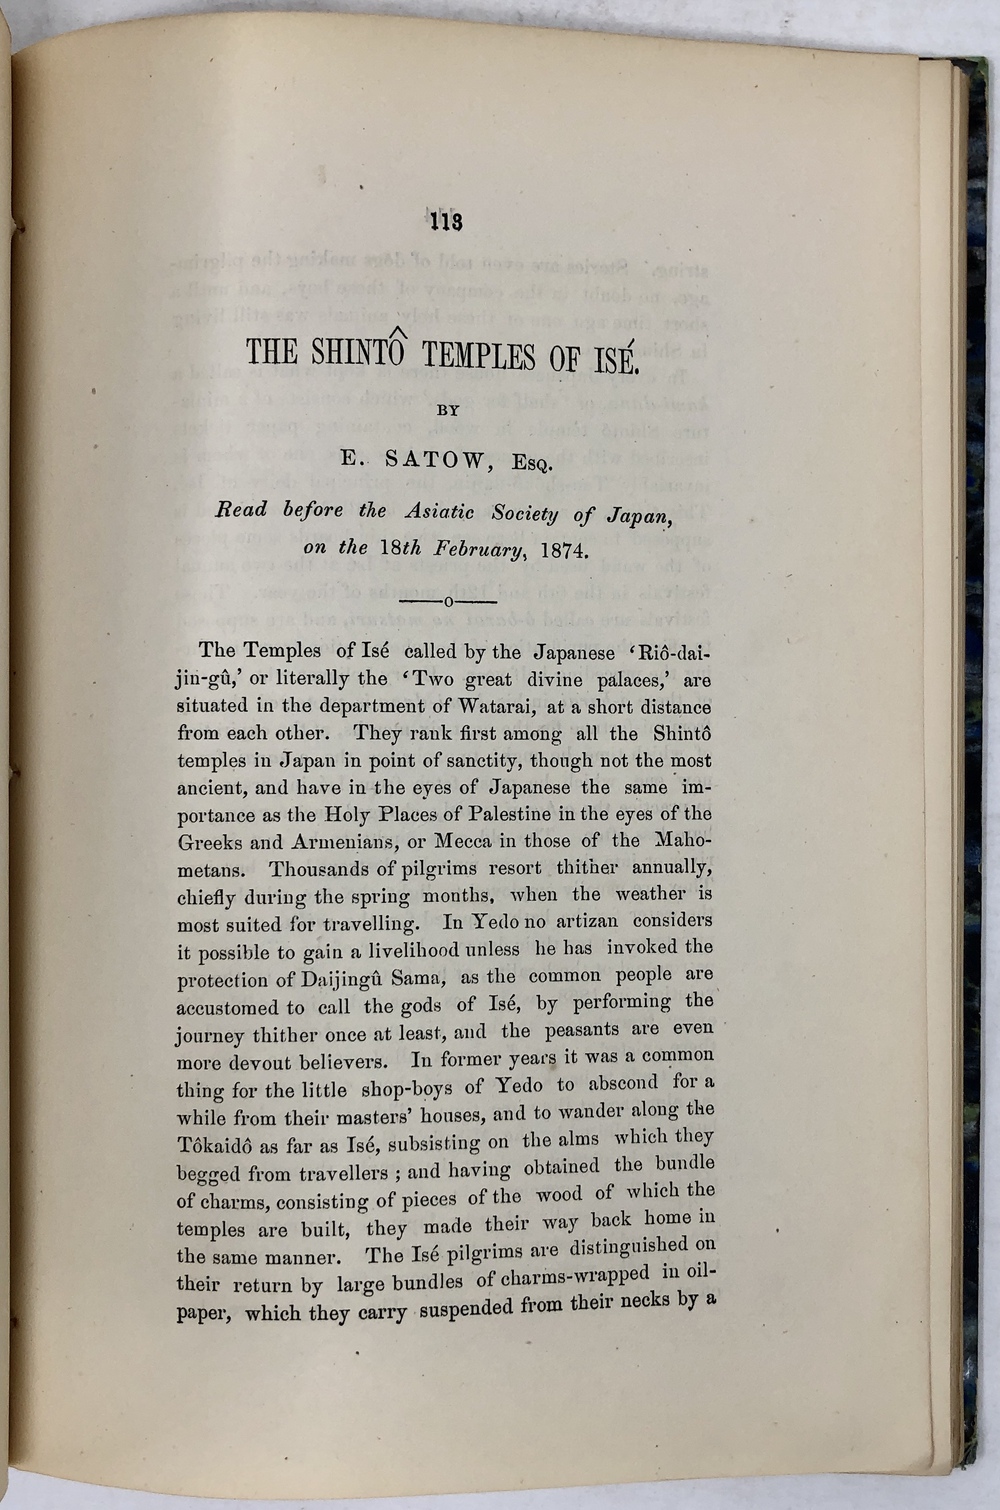 113
THE SHINTÔ TEMPLES OF ISÉ.
BY
E. SATOW, Esq.
Read before the Asiatic Society of Japan,
on the 18th February, 1874.
The Temples of Isé called by the Japanese ‘Riô-dai-
jin-gû,’ or literally the ‘Two great divine palaces,’ are
situated in the department of Watarai, at a short distance
from each other. They rank first among all the Shintô
temples in Japan in point of sanctity, though not the most
ancient, and have in the eyes of Japanese the same im-
portance as the Holy Places of Palestine in the eyes of the
Greeks and Armenians, or Mecca in those of the Maho-
metans. Thousands of pilgrims resort thither annually,
chiefly during the spring months, when the weather is
most suited for travelling. In Yedo no artizan considers
it possible to gain a livelihood unless he has invoked the
protection of Daijingû Sama, as the common people are
accustomed to call the gods of Isé, by performing the
journey thither once at least, and the peasants are even
more devout believers. In former years it was a common
thing for the little shop-boys of Yedo to abscond for a
while from their masters’ houses, and to wander along the
Tôkaidô as far as Isé, subsisting on the alms which they
begged from travellers ; and having obtained the bundle
of charms, consisting of pieces of the wood of which the
temples are built, they made their way back home in
the same manner. The Isé pilgrims are distinguished on
their return by large bundles of charms-wrapped in oil-
paper, which they carry suspended from their necks by a